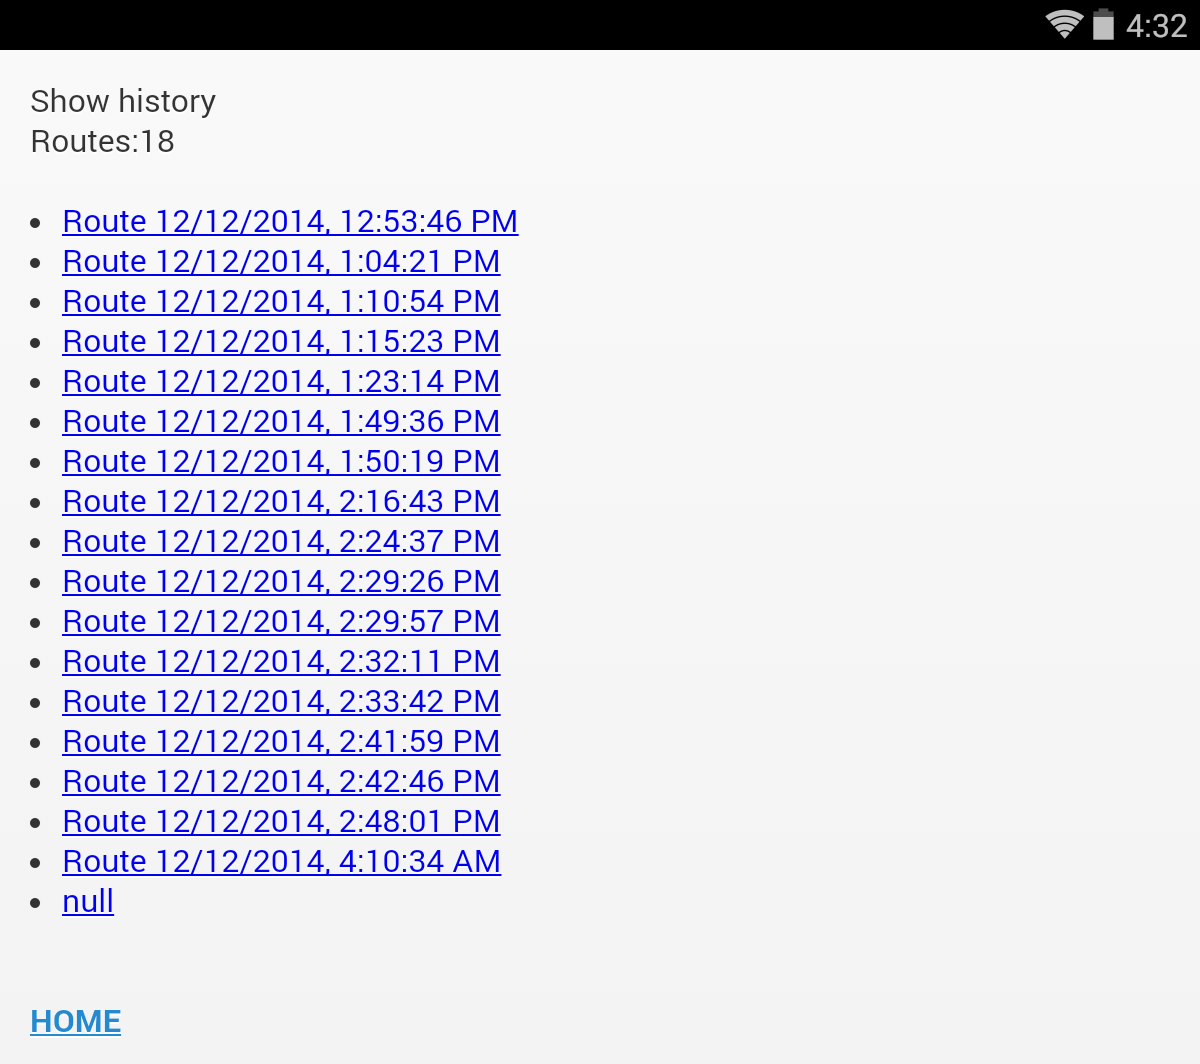 4:32
Show history
Routes:18
Route 12/12/2014, 12:53:46 PM
Route 12/12/2014, 1:04:21 PM
Route 12/12/2014, 1:10:54 PM
Route 12/12/2014, 1:15:23 PM
Route 12/12/2014, 1:23:14 PM
Route 12/12/2014, 1:49:36 PM
Route 12/12/2014, 1:50:19 PM
Route 12/12/2014, 2:16:43 PM
Route 12/12/2014, 2:24:37 PM
Route 12/12/2014, 2:29:26 PM
Route 12/12/2014, 2:29:57 PM
Route 12/12/2014, 2:32:11 PM
Route 12/12/2014, 2:33:42 PM
Route 12/12/2014, 2:41:59 PM
Route 12/12/2014, 2:42:46 PM
Route 12/12/2014, 2:48:01 PM
Route 12/12/2014, 4:10:34 AM
null
HOME